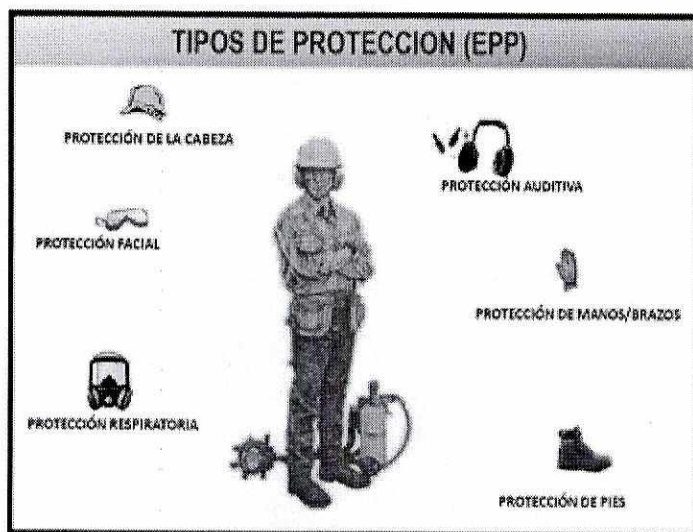 TIPOS DE PROTECCION (EPP)
PROTECCIÓN DE LA CABEZA
PROTECCIÓN FACIAL
PROTECCIÓN RESPIRATORIA
PROTECCIÓN AUDITIVA
PROTECCIÓN DE MANOS/BRAZOS
PROTECCIÓN DE PIES